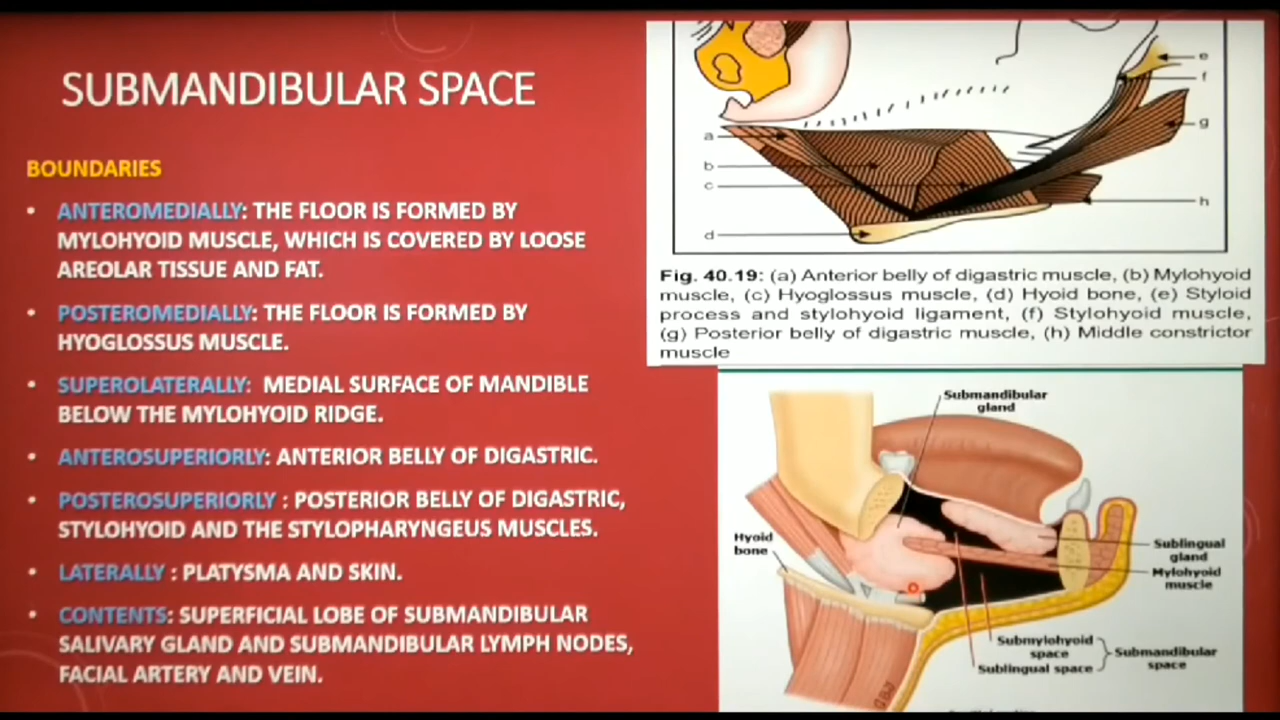 SUBMANDIBULAR SPACE
BOUNDARIES
• ANTEROMEDIALLY: THE FLOOR IS FORMED BY
MYLOHYOID MUSCLE, WHICH IS COVERED BY LOOSE
AREOLAR TISSUE AND FAT.
• POSTEROMEDIALLY: THE FLOOR IS FORMED BY
HYOGLOSSUS MUSCLE.
• SUPEROLATERALLY: MEDIAL SURFACE OF MANDIBLE
BELOW THE MYLOHYOID RIDGE.
• ANTEROSUPERIORLY: ANTERIOR BELLY OF DIGASTRIC.
• POSTEROSUPERIORLY : POSTERIOR BELLY OF DIGASTRIC,
STYLOHYOID AND THE STYLOPHARYNGEUS MUSCLES.
• LATERALLY : PLATYSMA AND SKIN.
• CONTENTS: SUPERFICIAL LOBE OF SUBMANDIBULAR
SALIVARY GLAND AND SUBMANDIBULAR LYMPH NODES,
FACIAL ARTERY AND VEIN.
a
b
c
d
e
f
g
h
Fig. 40.19: (a) Anterior belly of digastric muscle, (b) Mylohyoid
muscle, (c) Hyoglossus muscle, (d) Hyoid bone, (e) Styloid
process and stylohyoid ligament, (f) Stylohyoid muscle,
(g) Posterior belly of digastric muscle, (h) Middle constrictor
muscle
Submandibular
gland
Hyoid
bone
Sublingual
gland
Mylohyoid
muscle
Submylohyoid
space
Sublingual space
Submandibular
space